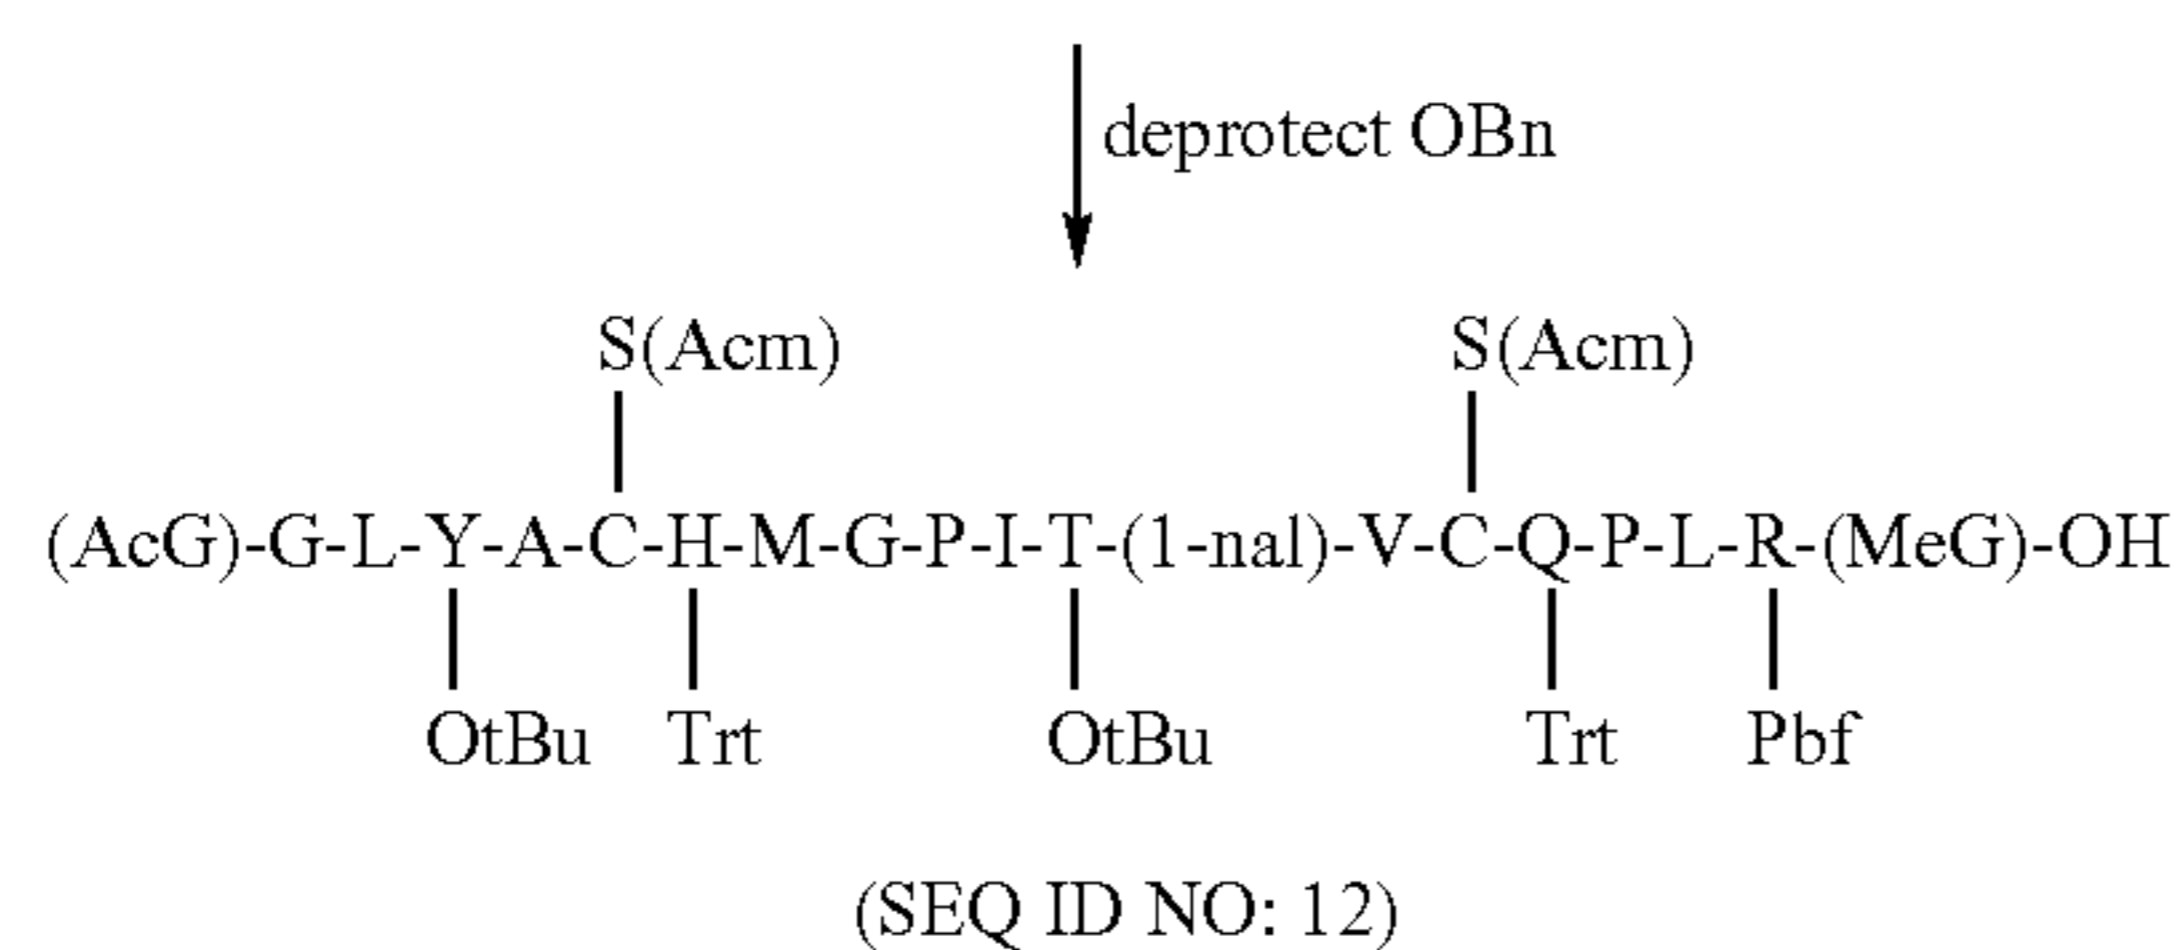 deprotect OBn
S(Acm) S(Acm)
(AcG)-G-L-Y-A-C-H-M-G-P-I-T-(1-nal)-V-C-Q-P-L-R-(MeG)-OH
OtBu Trt OtBu Trt Pbf
(SEQ ID NO: 12)